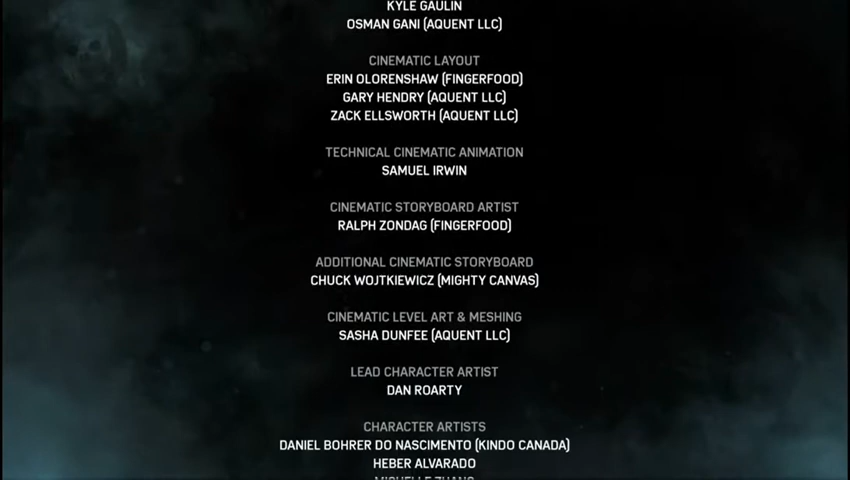 KYLE GAULIN
OSMAN GANI (AQUENT LLC)
CINEMATIC LAYOUT
ERIN OLORENSHAW (FINGERFOOD)
GARY HENDRY (AQUENT LLC)
ZACK ELLSWORTH (AQUENT LLC)
TECHNICAL CINEMATIC ANIMATION
SAMUEL IRWIN
CINEMATIC STORYBOARD ARTIST
RALPH ZONDAG (FINGERFOOD)
ADDITIONAL CINEMATIC STORYBOARD
CHUCK WOJTKIEWICZ (MIGHTY CANVAS)
CINEMATIC LEVEL ART & MESHING
SASHA DUNFEE (AQUENT LLC)
LEAD CHARACTER ARTIST
DAN ROARTY
CHARACTER ARTISTS
DANIEL BOHRER DO NASCIMENTO (KINDO CANADA)
HEBER ALVARADO